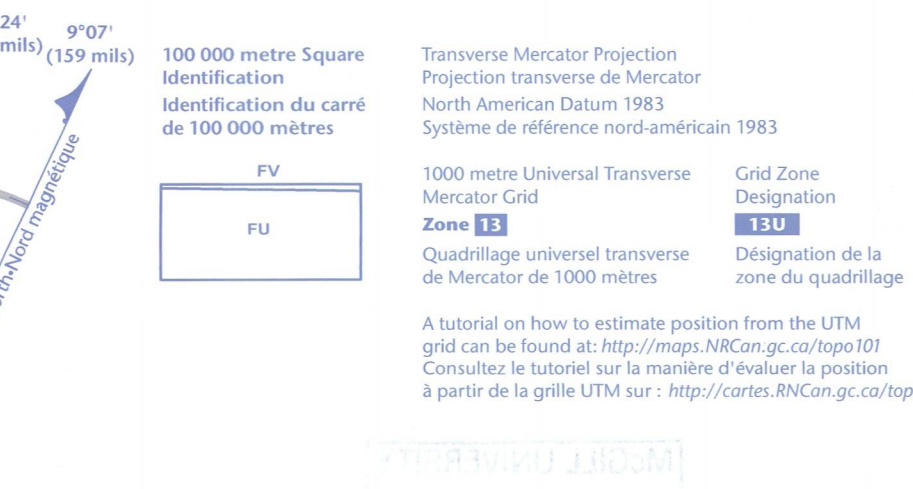 24'
mils)
9°07'
(159 mils)
Nord magnétique
100 000 metre Square
Identification
Identification du carré
de 100 000 mètres
FV
FU
Transverse Mercator Projection
Projection transverse de Mercator
North American Datum 1983
Système de référence nord-américain 1983
1000 metre Universal Transverse
Mercator Grid
Zone 13
Quadrillage universel transverse
de Mercator de 1000 mètres
Grid Zone
Designation
13U
Désignation de la
zone du quadrillage
A tutorial on how to estimate position from the UTM
grid can be found at: http://maps.NRCan.gc.ca/topo101
Consultez le tutoriel sur la manière d'évaluer la position
à partir de la grille UTM sur : http://cartes.RNCan.gc.ca/top
McGILL UNIVERSITY